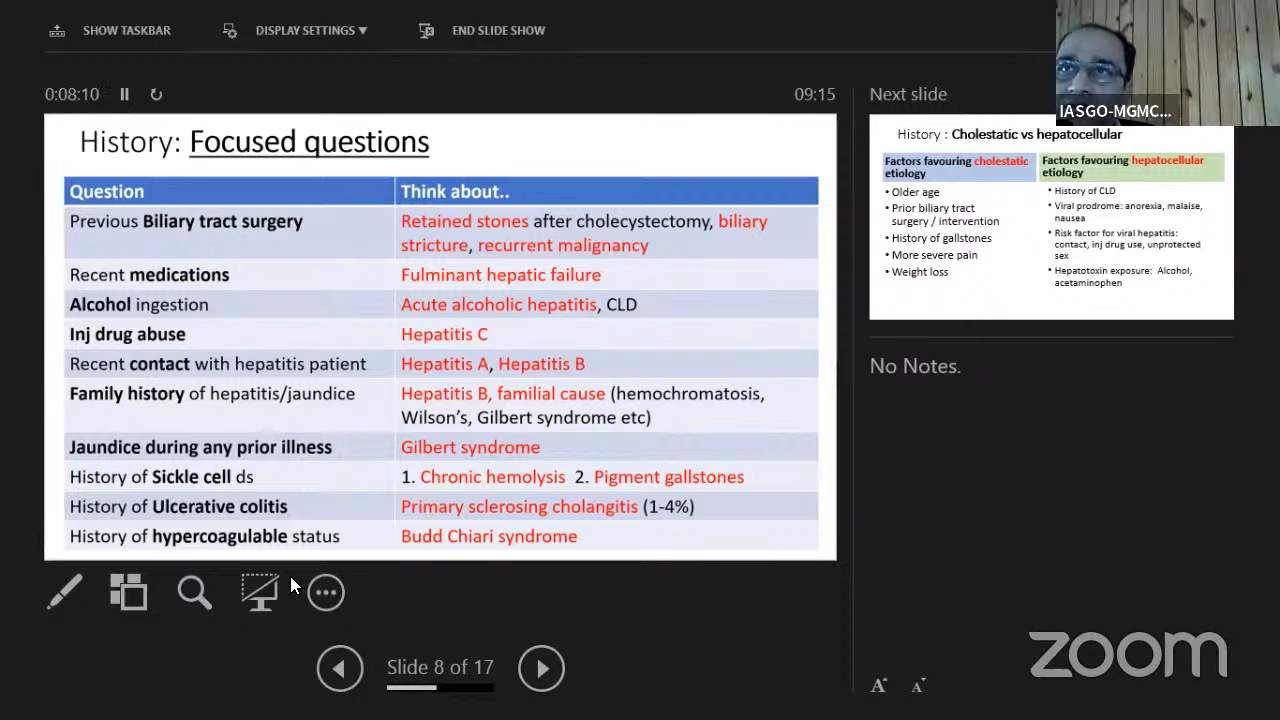 SHOW TASKBAR
DISPLAY SETTINGS ▼
END SLIDE SHOW
IASGO-MGMC...
0:08:10
09:15
Next slide
History: Focused questions
Question Think about..
Previous Biliary tract surgery
Retained stones after cholecystectomy, biliary
stricture, recurrent malignancy
Recent medications Fulminant hepatic failure
Alcohol ingestion Acute alcoholic hepatitis, CLD
Inj drug abuse Hepatitis C
Recent contact with hepatitis patient Hepatitis A, Hepatitis B
Family history of hepatitis/jaundice Hepatitis B, familial cause (hemochromatosis,
Wilson's, Gilbert syndrome etc)
Jaundice during any prior illness Gilbert syndrome
History of Sickle cell ds 1. Chronic hemolysis 2. Pigment gallstones
History of Ulcerative colitis Primary sclerosing cholangitis (1-4%)
History of hypercoagulable status Budd Chiari syndrome
History : Cholestatic vs hepatocellular
Factors favouring cholestatic
etiology
• Older age
• Prior biliary tract
surgery / intervention
• History of gallstones
• More severe pain
• Weight loss
Factors favouring hepatocellular
etiology
• History of CLD
• Viral prodrome: anorexia, malaise,
nausea
• Risk factor for viral hepatitis:
contact, inj drug use, unprotected
sex
• Hepatotoxin exposure: Alcohol,
acetaminophen
No Notes.
Slide 8 of 17
A A
zoom